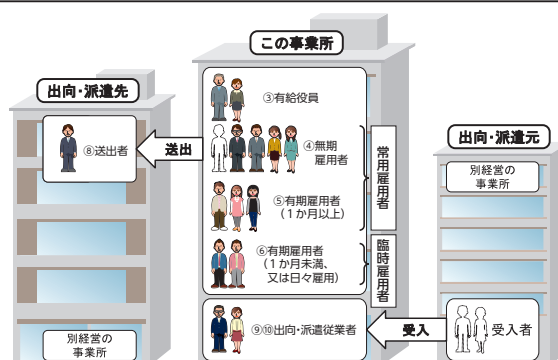 この事業所
出向・派遣先
③有給役員
⑧送出者
送出
④無期
雇用者
常用雇用者
出向・派遣元
別経営の
事業所
⑤有期雇用者
(1か月以上)
⑥有期雇用者
(1か月未満、
又は日々雇用)
臨時雇用者
⑨⑩出向・派遣従業者
受入
受入者
別経営の
事業所